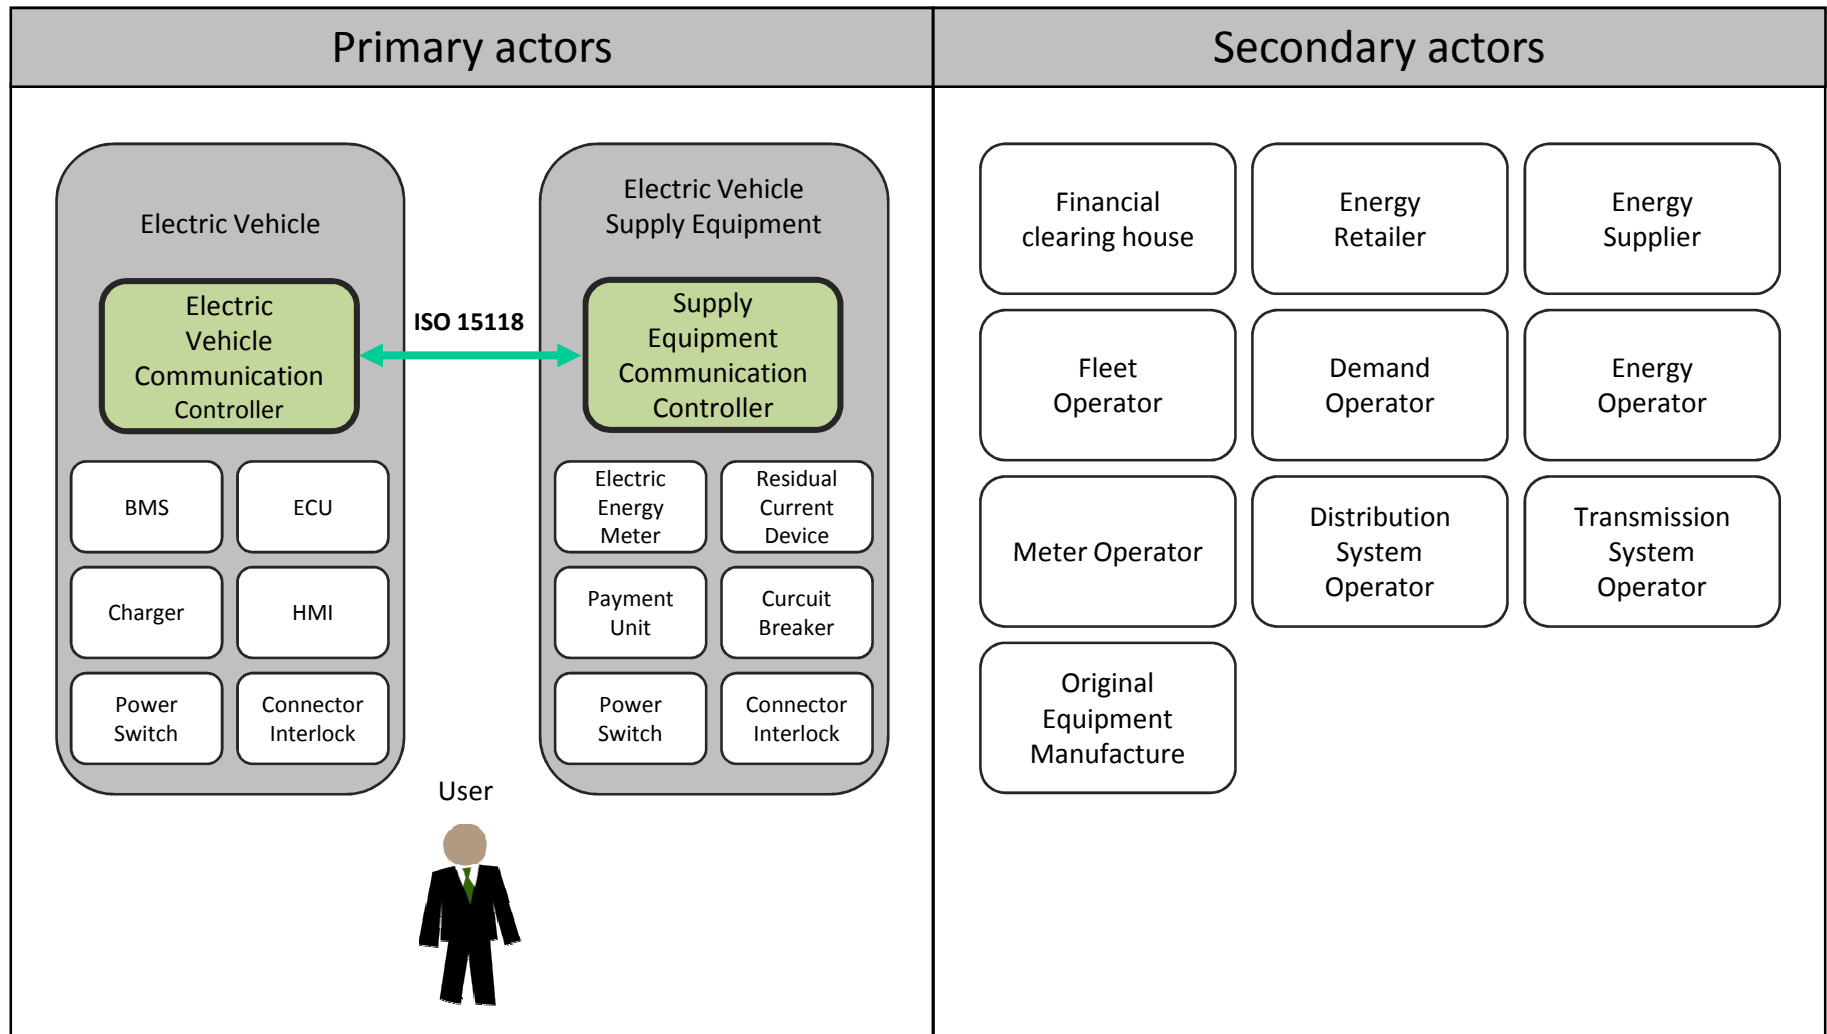 Primary actors
Secondary actors
Electric Vehicle
Electric
Vehicle
Communication
Controller
BMS
ECU
Charger
HMI
Power
Switch
Connector
Interlock
ISO 15118
Electric Vehicle
Supply Equipment
Supply
Equipment
Communication
Controller
Electric
Energy
Meter
Residual
Current
Device
Payment
Unit
Curcuit
Breaker
Power
Switch
Connector
Interlock
User
Financial
clearing house
Energy
Retailer
Energy
Supplier
Fleet
Operator
Demand
Operator
Energy
Operator
Meter Operator
Distribution
System
Operator
Transmission
System
Operator
Original
Equipment
Manufacture